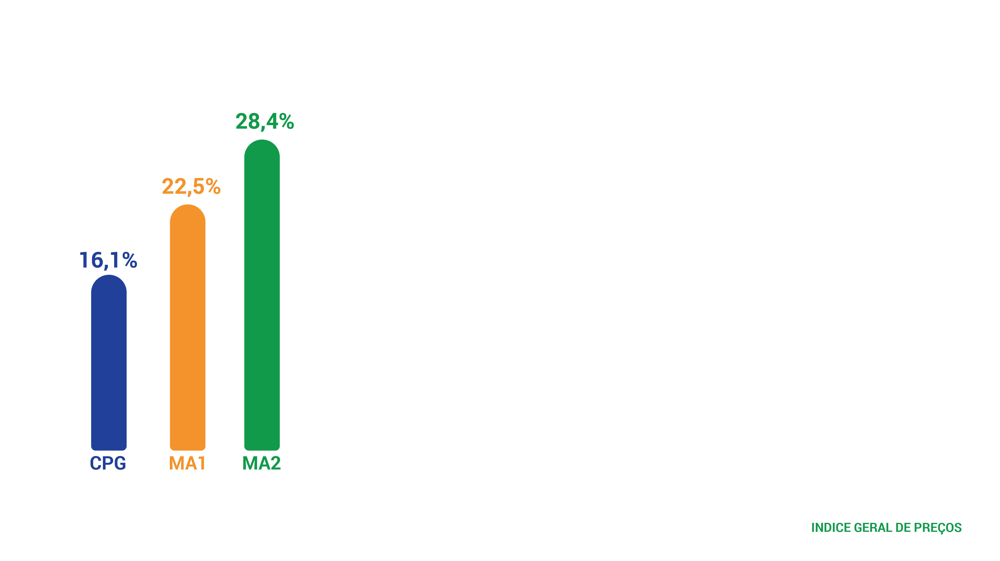 28,4%
22,5%
16,1%
CPG MA1 MA2
INDICE GERAL DE PREÇOS